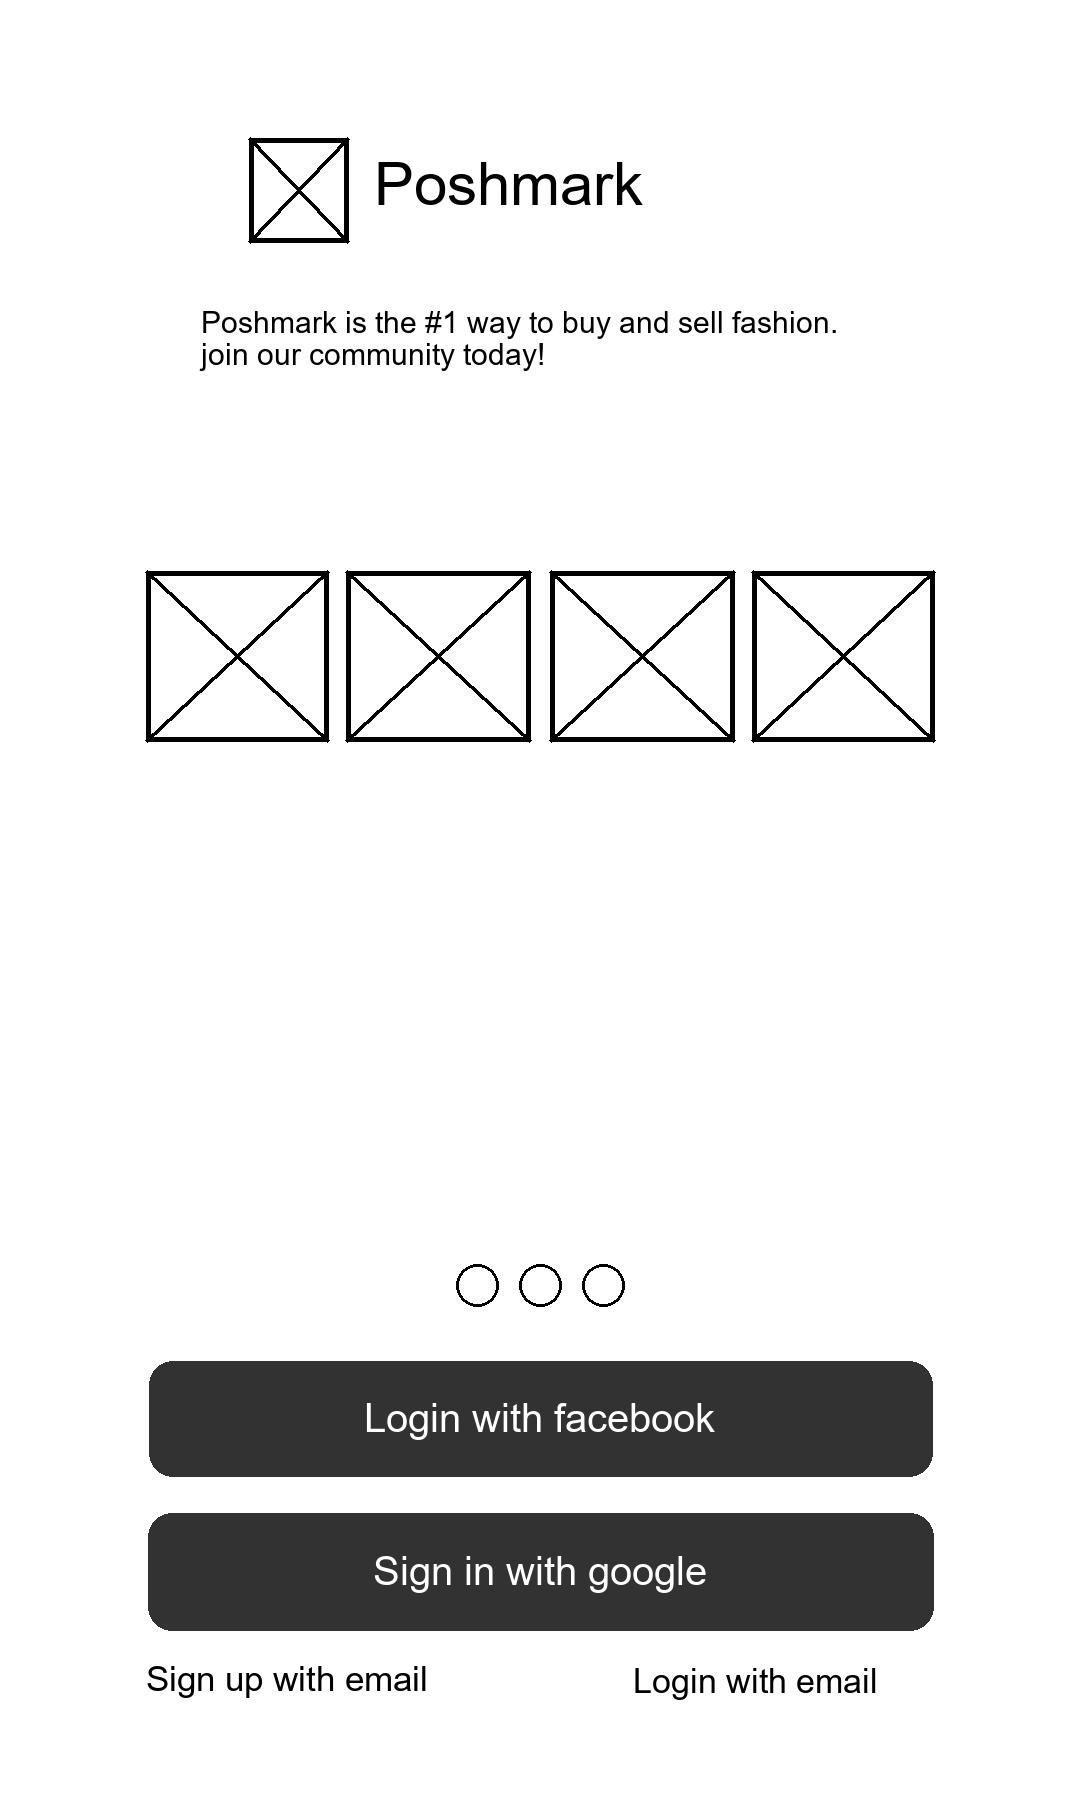 Poshmark
Poshmark is the #1 way to buy and sell fashion.
join our community today!
Login with facebook
Sign in with google
Sign up with email
Login with email